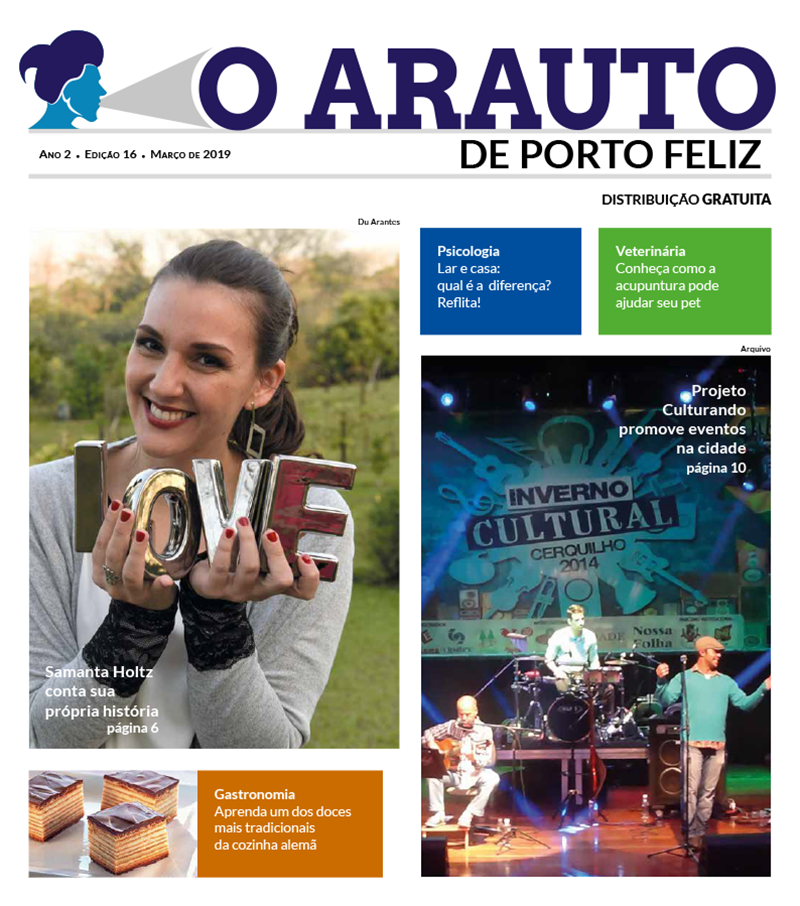 O ARAUTO
DE PORTO FELIZ
Ano 2 • Edição 16 • Março de 2019
DISTRIBUIÇÃO GRATUITA
Du Arantes
LOVE
Samanta Holtz
conta sua
própria história
página 6
Psicologia
Lar e casa:
qual é a diferença?
Reflita!
Veterinária
Conheça como a
acupuntura pode
ajudar seu pet
Arquivo
Projeto
Culturando
promove eventos
na cidade
página 10
INVERNO
CULTURAL
CERQUILHO
2014
Nossa
Folha
Gastronomia
Aprenda um dos doces
mais tradicionais
da cozinha alemã